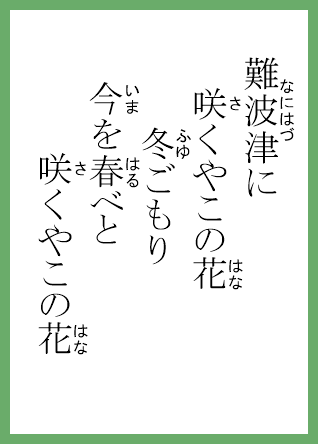 難波津に
咲くやこの花
冬ごもり
今を春べと
咲くやこの花
なにはづ
さ
はな
ふゆ
いま
はる
さ
はな